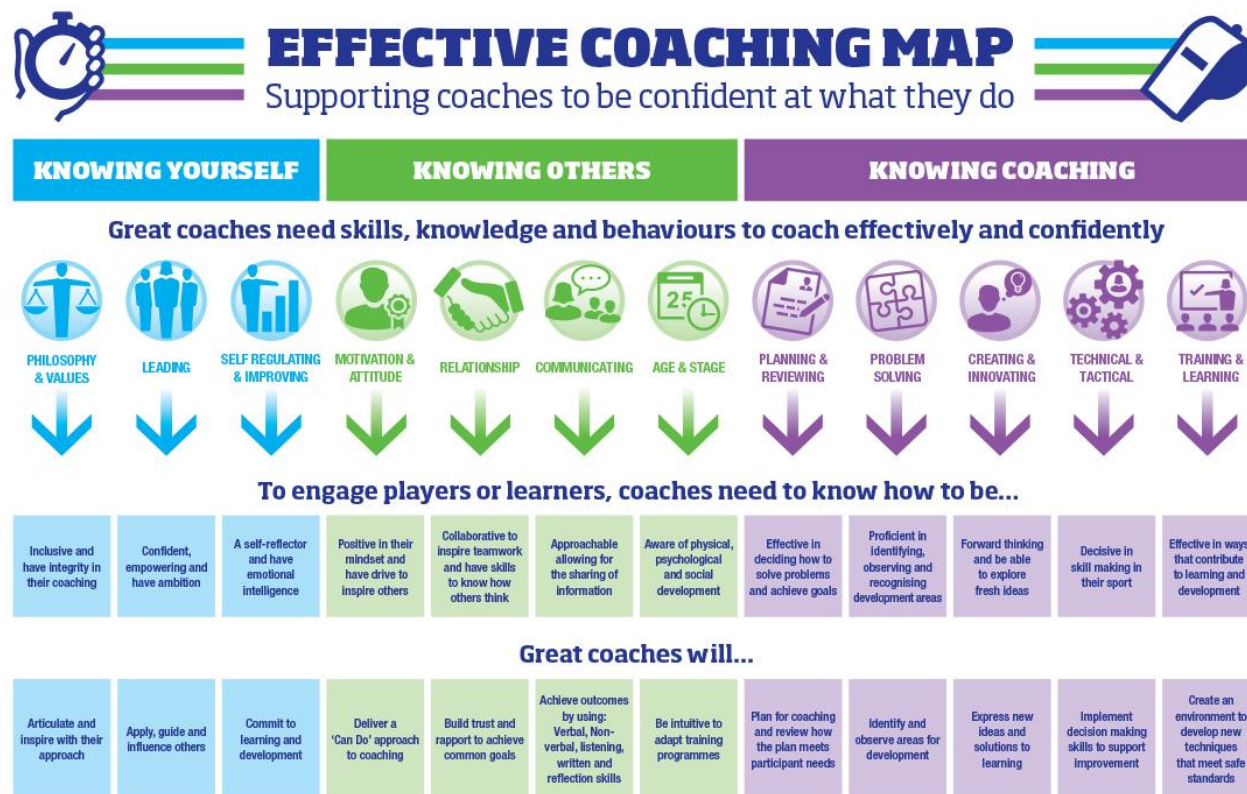 EFFECTIVE COACHING MAP
Supporting coaches to be confident at what they do
KNOWING YOURSELF
KNOWING OTHERS
KNOWING COACHING
Great coaches need skills, knowledge and behaviours to coach effectively and confidently
25
PHILOSOPHY
& VALUES
LEADING
SELF REGULATING
& IMPROVING
MOTIVATION &
ATTITUDE
RELATIONSHIP
COMMUNICATING
AGE & STAGE
PLANNING &
REVIEWING
PROBLEM
SOLVING
CREATING &
INNOVATING
TECHNICAL &
TACTICAL
TRAINING &
LEARNING
To engage players or learners, coaches need to know how to be...
Inclusive and
have integrity in
their coaching
Confident,
empowering and
have ambition
A self-reflector
and have
emotional
intelligence
Positive in their
mindset and
have drive to
inspire others
Collaborative to
inspire teamwork
and have skills
to know how
others think
Approachable
allowing for
the sharing of
information
Aware of physical,
psychological
and social
development
Effective in
deciding how to
solve problems
and achieve goals
Proficient in
identifying,
observing and
recognising
development areas
Forward thinking
and be able
to explore
fresh ideas
Decisive in
skill making in
their sport
Effective in ways
that contribute
to learning and
development
Great coaches will...
Articulate and
inspire with their
approach
Apply, guide and
influence others
Commit to
learning and
development
Deliver a
‘Can Do’ approach
to coaching
Build trust and
rapport to achieve
common goals
Achieve outcomes
by using:
Verbal, Non-
verbal, listening,
written and
reflection skills
Be intuitive to
adapt training
programmes
Plan for coaching
and review how
the plan meets
participant needs
Identify and
observe areas for
development
Express new
ideas and
solutions to
learning
Implement
decision making
skills to support
improvement
Create an
environment to
develop new
techniques
that meet safe
standards